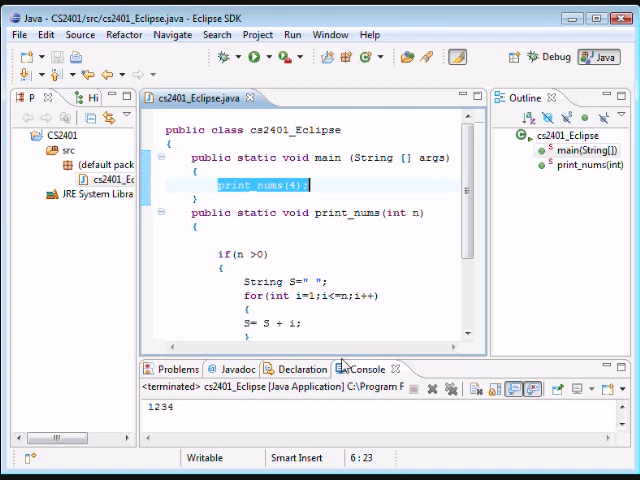 Java - CS2401/src/cs2401_Eclipse.java - Eclipse SDK
File Edit Source Refactor Navigate Search Project Run Window Help
Debug Java
P Hi
cs2401_Eclipse.java
Outline
CS2401
src
(default pack
cs2401_Ec
JRE System Libra
public class cs2401_Eclipse
{
public static void main (String [] args)
{
print_nums(4);
}
public static void print_nums(int n)
{
if(n >0)
{
String S=" ";
for(int i=1;i<=n;i++)
{
S= S + i;
}
cs2401_Eclipse
main(String[])
print_nums(int)
Problems Javadoc Declaration Console
<terminated> cs2401_Eclipse [Java Application] C:\Program F
1234
Writable Smart Insert 6 : 23